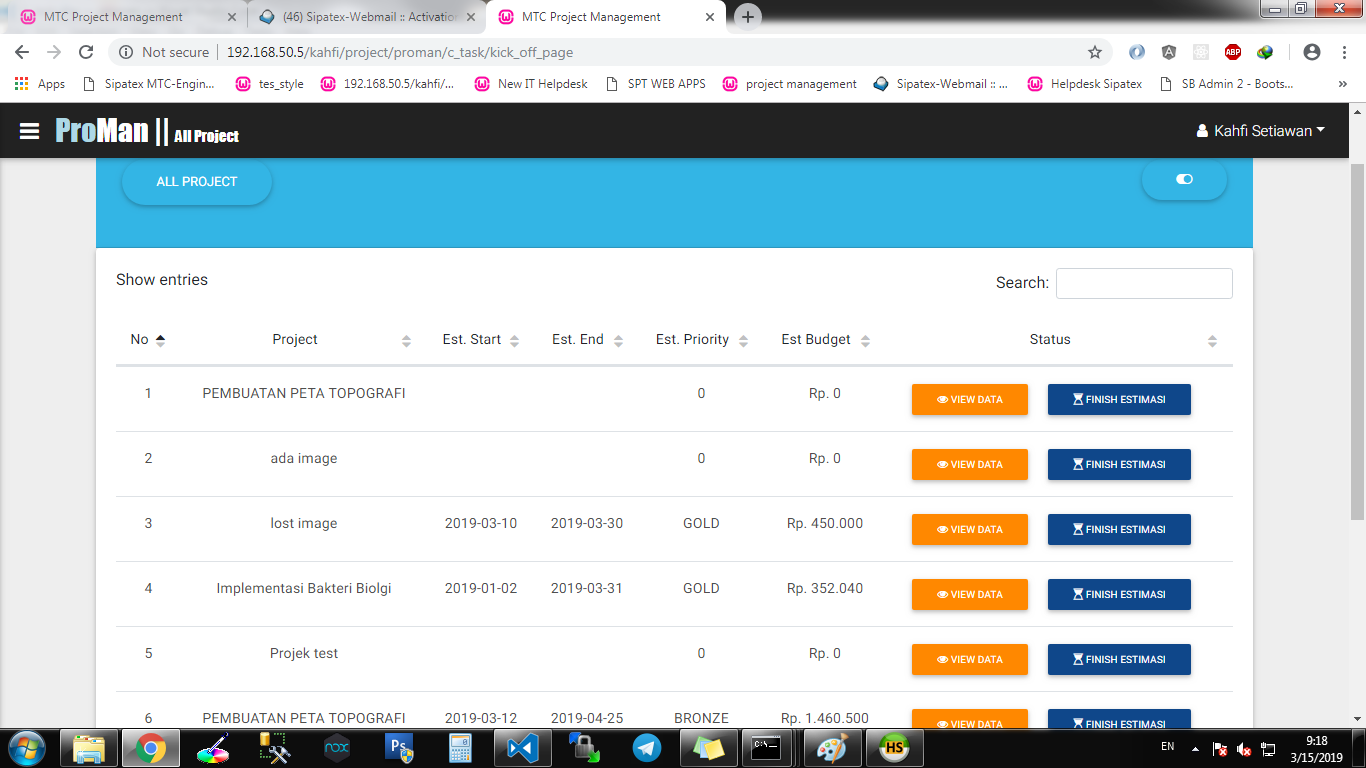 MTC Project Management
(46) Sipatex-Webmail :: Activatio
MTC Project Management
Not secure | 192.168.50.5/kahfi/project/proman/c_task/kick_off_page
ABP
Apps
Sipatex MTC-Engin...
tes_style
192.168.50.5/kahfi/...
New IT Helpdesk
SPT WEB APPS
project management
Sipatex-Webmail :: ...
Helpdesk Sipatex
SB Admin 2 - Boots...
»
ProMan || All Project
Kahfi Setiawan
ALL PROJECT
Show entries
Search:
No Project Est. Start Est. End Est. Priority Est Budget Status
1 PEMBUATAN PETA TOPOGRAFI 0 Rp. 0 VIEW DATA FINISH ESTIMASI
2 ada image 0 Rp. 0 VIEW DATA FINISH ESTIMASI
3 lost image 2019-03-10 2019-03-30 GOLD Rp. 450.000 VIEW DATA FINISH ESTIMASI
4 Implementasi Bakteri Biolgi 2019-01-02 2019-03-31 GOLD Rp. 352.040 VIEW DATA FINISH ESTIMASI
5 Projek test 0 Rp. 0 VIEW DATA FINISH ESTIMASI
6 PEMBUATAN PETA TOPOGRAFI 2019-03-12 2019-04-25 BRONZE Rp. 1.460.500 VIEW DATA FINISH ESTIMASI
nox
Ps
C:\_
HS
EN
9:18
3/15/2019